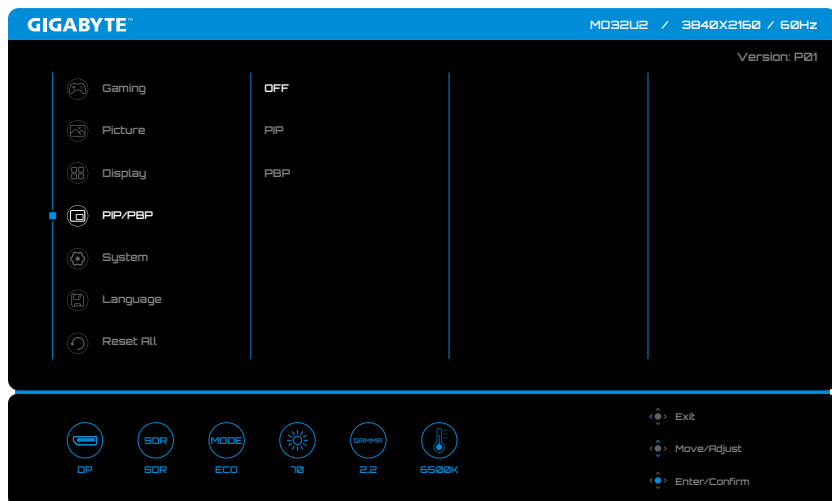 GIGABYTE™ MO32U2 / 3840X2160 / 60Hz
Version: P01
Gaming OFF
Picture PIP
Display PBP
PIP/PBP
System
Language
Reset All
SDR MODE GAMMA
DP SDR ECO 70 2.2 6500K
Exit
Move/Adjust
Enter/Confirm